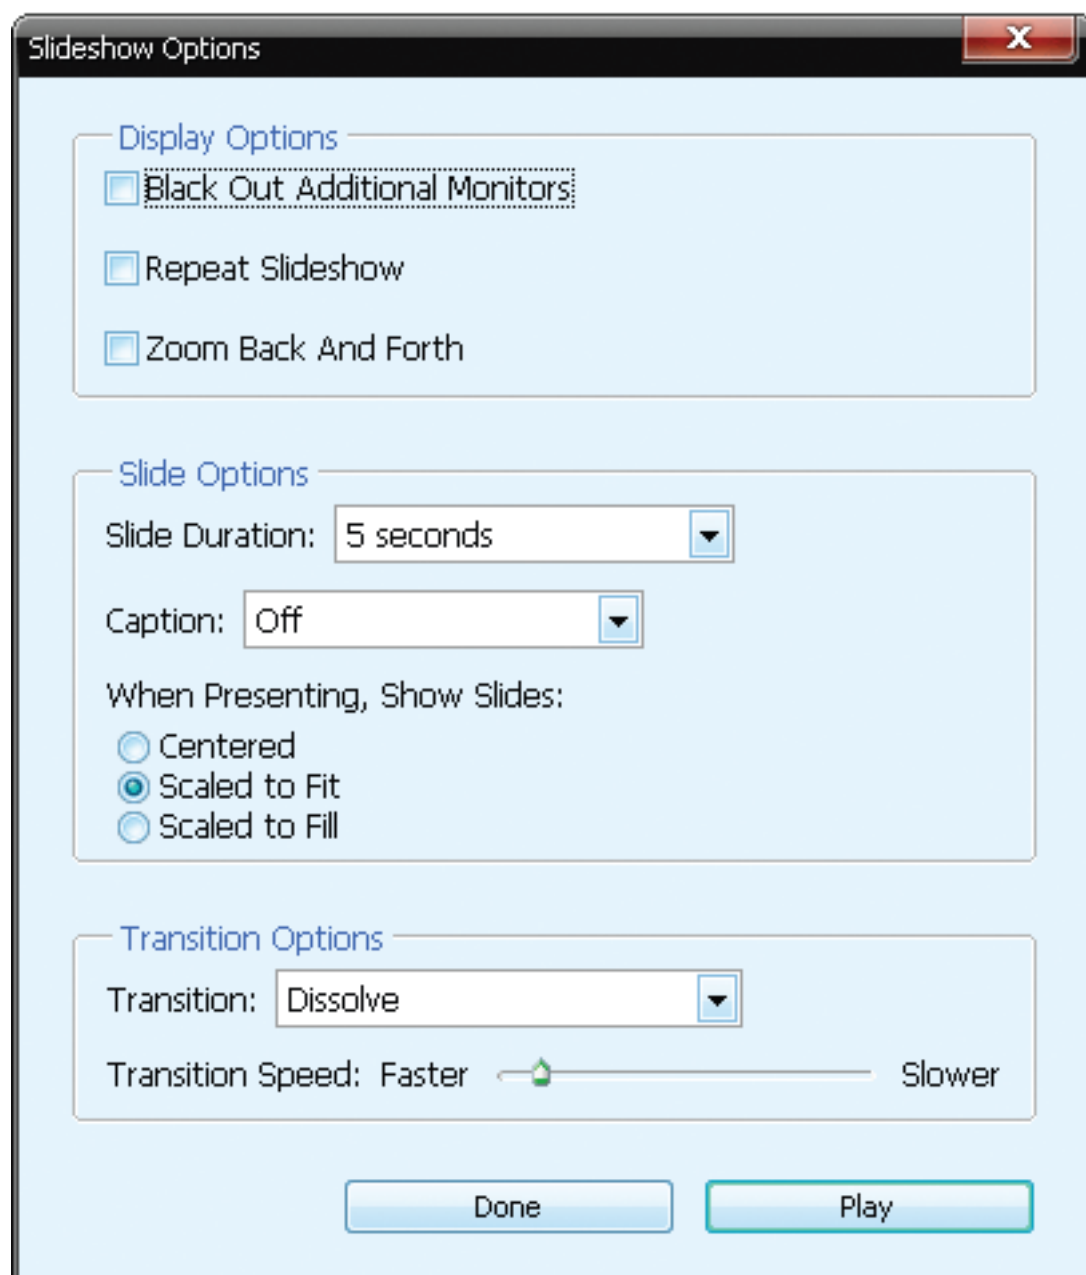 Slideshow Options
Display Options
Black Out Additional Monitors
Repeat Slideshow
Zoom Back And Forth
Slide Options
Slide Duration: 5 seconds
Caption: Off
When Presenting, Show Slides:
Centered
Scaled to Fit
Scaled to Fill
Transition Options
Transition: Dissolve
Transition Speed: Faster Slower
Done Play